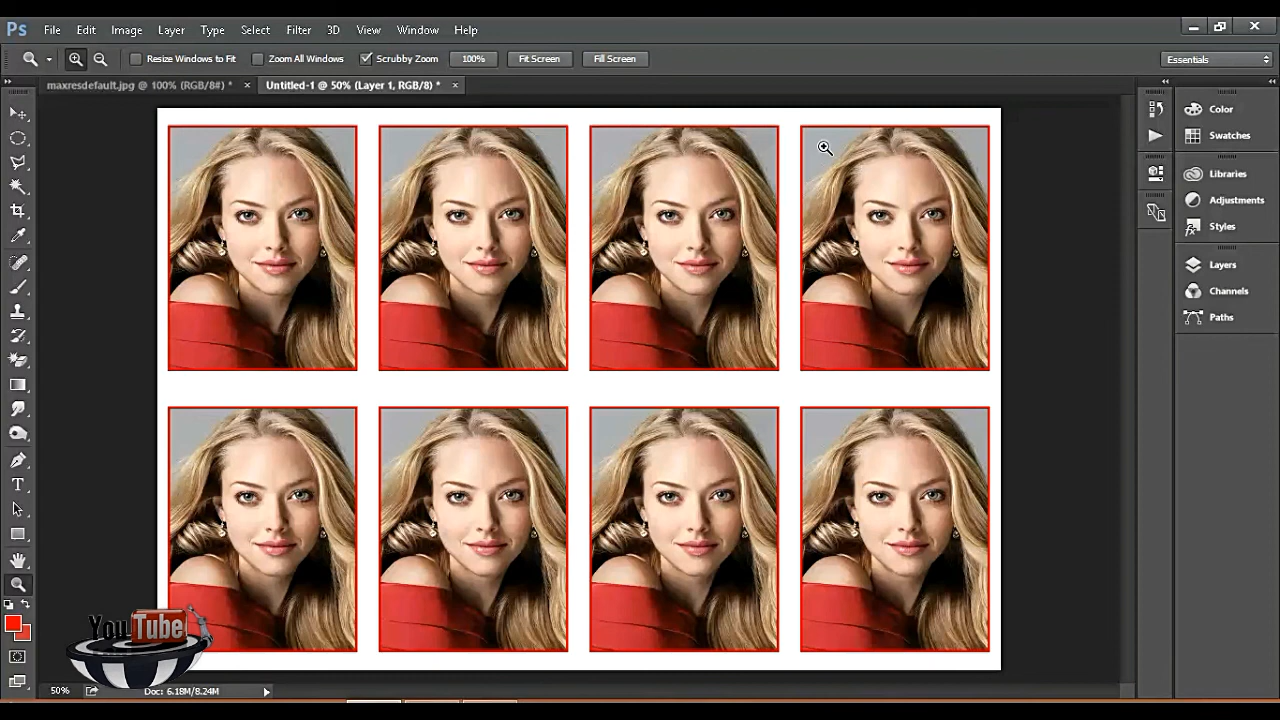 Ps File Edit Image Layer Type Select Filter 3D View Window Help
Resize Windows to Fit Zoom All Windows Scrubby Zoom 100% Fit Screen Fill Screen Essentials
maxresdefault.jpg @ 100% (RGB/8#) * × Untitled-1 @ 50% (Layer 1, RGB/8) * ×
Color
Swatches
Libraries
Adjustments
Styles
Layers
Channels
Paths
YouTube
50% Doc: 6.18M/8.24M